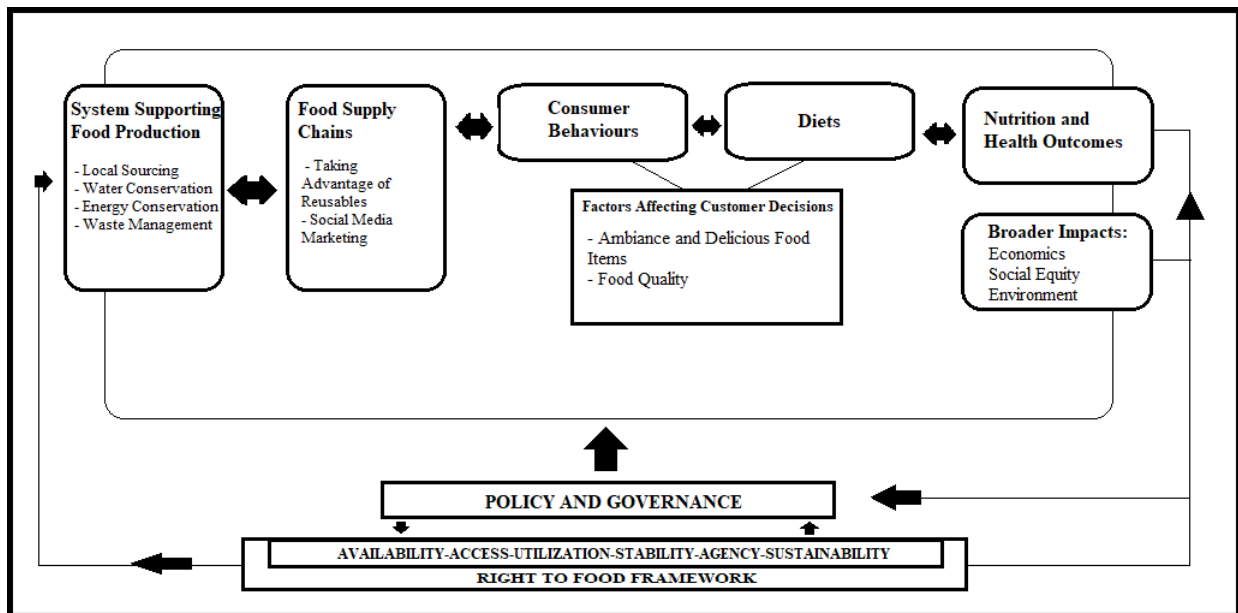 System Supporting
Food Production
- Local Sourcing
- Water Conservation
- Energy Conservation
- Waste Management
Food Supply
Chains
- Taking
Advantage of
Reusables
- Social Media
Marketing
Consumer
Behaviours
Diets
Nutrition and
Health Outcomes
Factors Affecting Customer Decisions
- Ambiance and Delicious Food
Items
- Food Quality
Broader Impacts:
Economics
Social Equity
Environment
POLICY AND GOVERNANCE
AVAILABILITY-ACCESS-UTILIZATION-STABILITY-AGENCY-SUSTAINABILITY
RIGHT TO FOOD FRAMEWORK